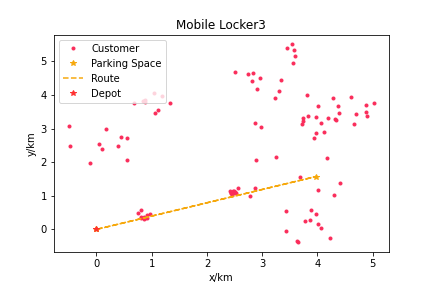 Mobile Locker3
Customer
Parking Space
Route
Depot
y/km
5
4
3
2
1
0
0
1
2
3
4
5
x/km